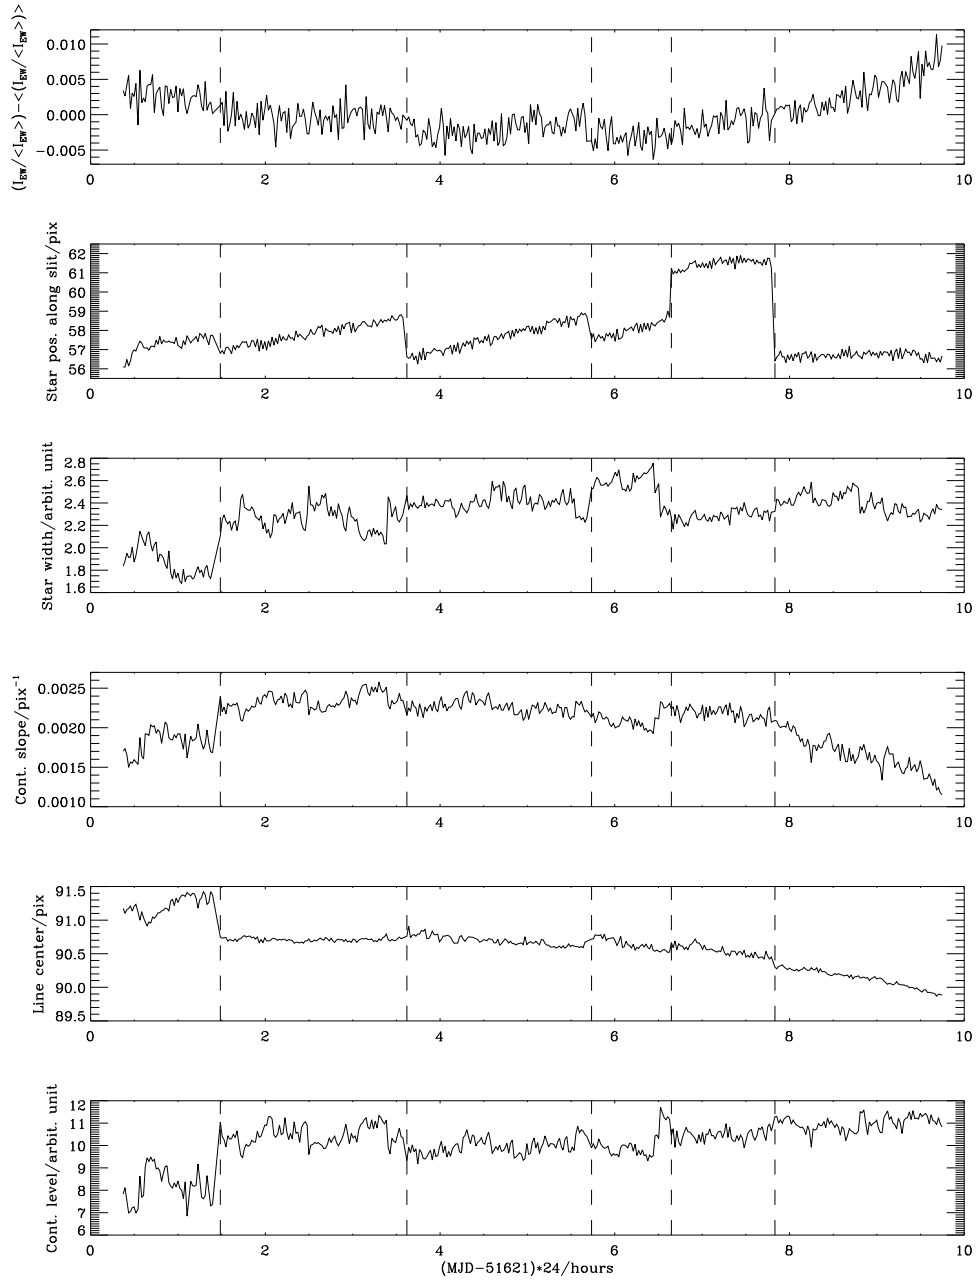 (I_EW/<I_EW>)−<(I_EW/<I_EW>)>
0.010
0.005
0.000
−0.005
0 2 4 6 8 10
Star pos. along slit/pix
62
61
59
58
57
56
0 2 4 6 8 10
Star width/arbit. unit
2.8
2.6
2.4
2.2
2.0
1.8
1.6
0 2 4 6 8 10
Cont. slope/pix⁻¹
0.0025
0.0020
0.0015
0.0010
0 2 4 6 8 10
Line center/pix
91.5
91.0
90.5
90.0
89.5
0 2 4 6 8 10
Cont. level/arbit. unit
12
11
10
9
8
7
6
0 2 4 6 8 10
(MJD−51621)*24/hours